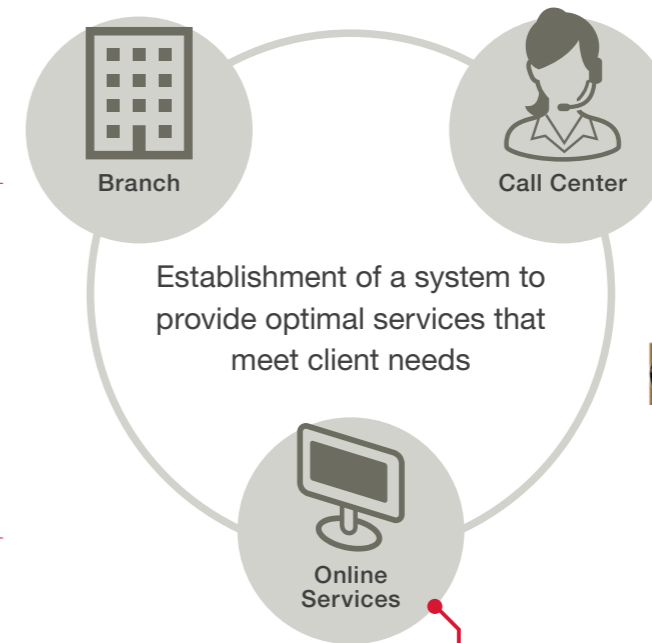 Branch
Call Center
Establishment of a system to
provide optimal services that
meet client needs
Online
Services